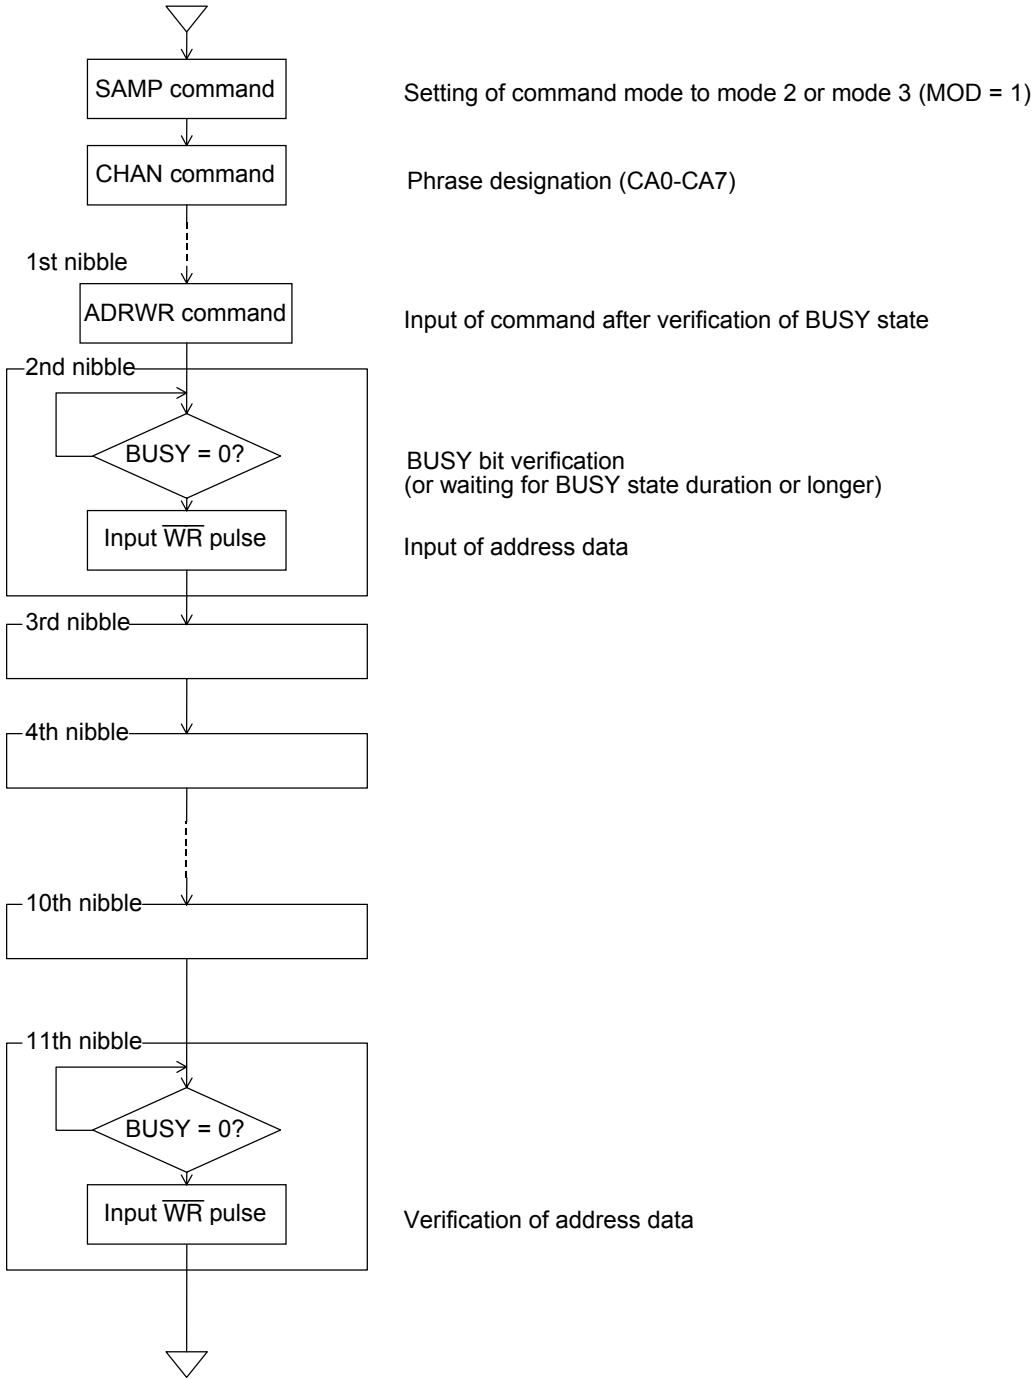 SAMP command
Setting of command mode to mode 2 or mode 3 (MOD = 1)
CHAN command
Phrase designation (CA0-CA7)
1st nibble
ADRWR command
Input of command after verification of BUSY state
2nd nibble
BUSY = 0?
BUSY bit verification
(or waiting for BUSY state duration or longer)
Input W̅R̅ pulse
Input of address data
3rd nibble
4th nibble
10th nibble
11th nibble
BUSY = 0?
Input W̅R̅ pulse
Verification of address data